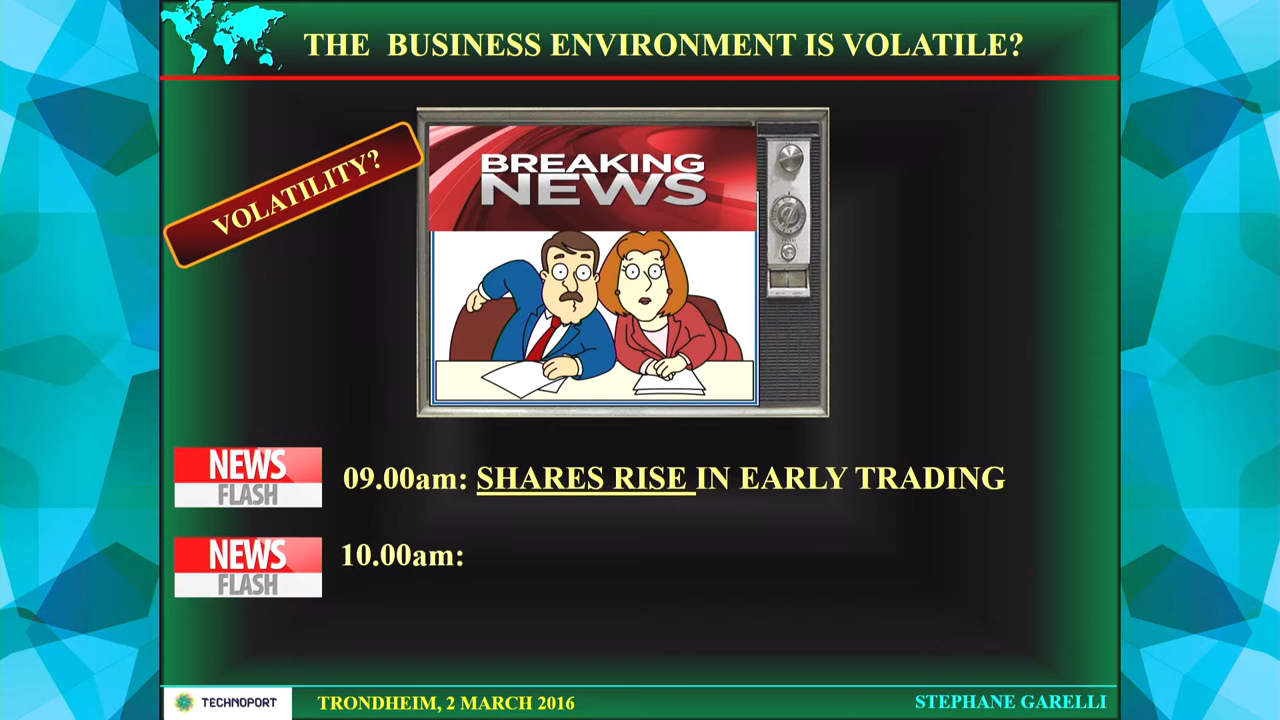 THE BUSINESS ENVIRONMENT IS VOLATILE?
VOLATILITY?
BREAKING
NEWS
NEWS
FLASH
09.00am: SHARES RISE IN EARLY TRADING
NEWS
FLASH
10.00am:
TECHNOPORT
TRONDHEIM, 2 MARCH 2016
STEPHANE GARELLI